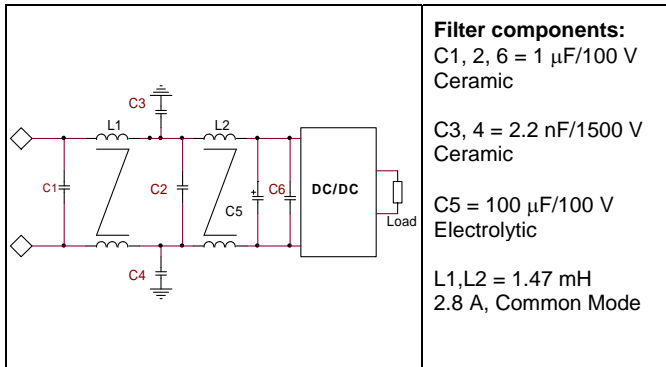 C3
L1
L2
C1
C2
C5
+
C6
DC/DC
Load
C4
Filter components:
C1, 2, 6 = 1 μF/100 V
Ceramic
C3, 4 = 2.2 nF/1500 V
Ceramic
C5 = 100 μF/100 V
Electrolytic
L1,L2 = 1.47 mH
2.8 A, Common Mode